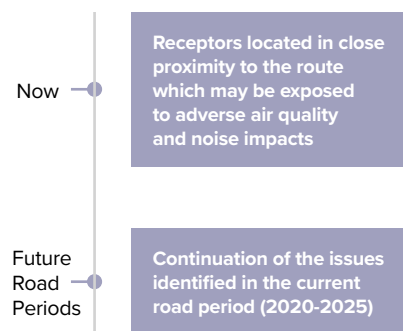 Now
Receptors located in close
proximity to the route
which may be exposed
to adverse air quality
and noise impacts
Future
Road
Periods
Continuation of the issues
identified in the current
road period (2020-2025)